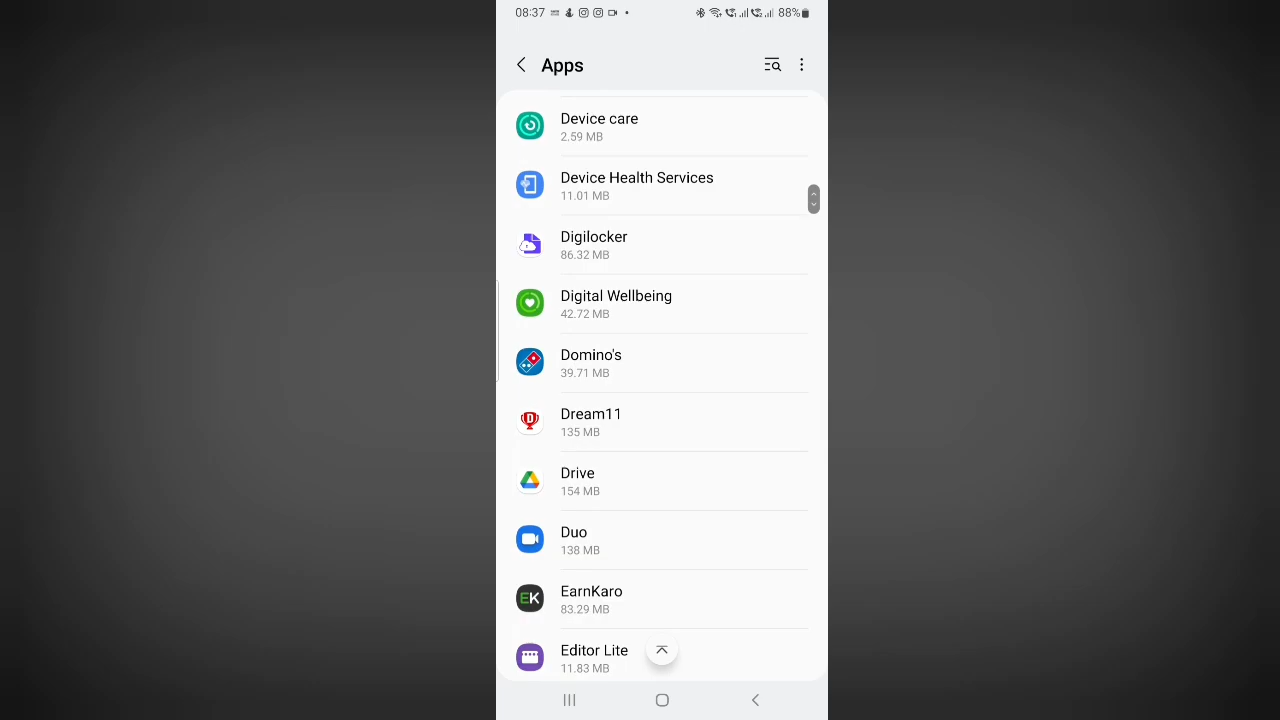 08:37
88%
Apps
Device care
2.59 MB
Device Health Services
11.01 MB
Digilocker
86.32 MB
Digital Wellbeing
42.72 MB
Domino's
39.71 MB
D
Dream11
135 MB
Drive
154 MB
Duo
138 MB
EK
EarnKaro
83.29 MB
Editor Lite
11.83 MB